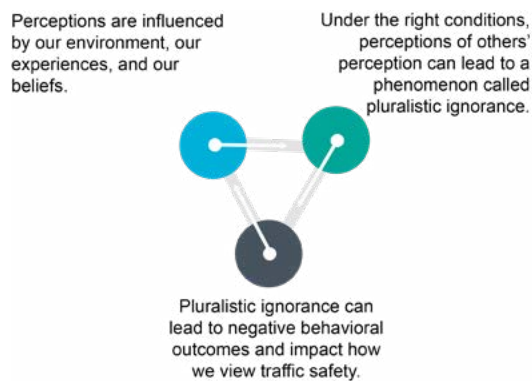 Perceptions are influenced
by our environment, our
experiences, and our
beliefs.
Under the right conditions,
perceptions of others'
perception can lead to a
phenomenon called
pluralistic ignorance.
Pluralistic ignorance can
lead to negative behavioral
outcomes and impact how
we view traffic safety.